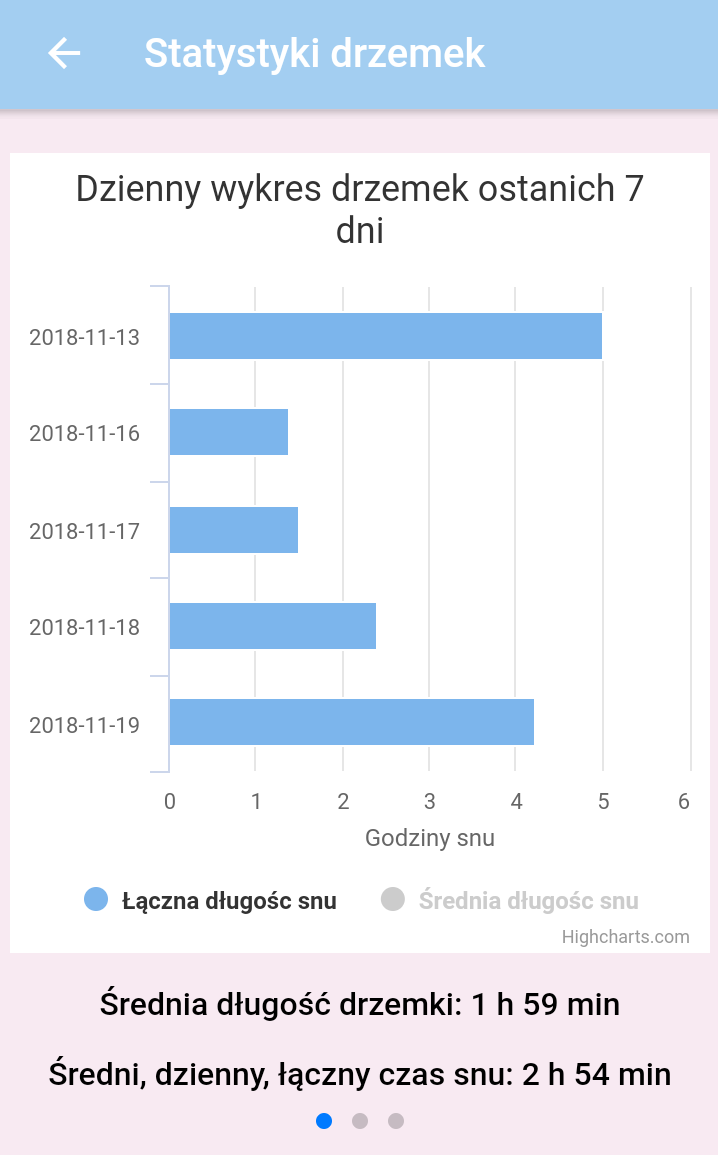 Statystyki drzemek
Dzienny wykres drzemek ostanich 7
dni
2018-11-13
2018-11-16
2018-11-17
2018-11-18
2018-11-19
0 1 2 3 4 5 6
Godziny snu
Łączna długośc snu Średnia długośc snu
Highcharts.com
Średnia długość drzemki: 1 h 59 min
Średni, dzienny, łączny czas snu: 2 h 54 min